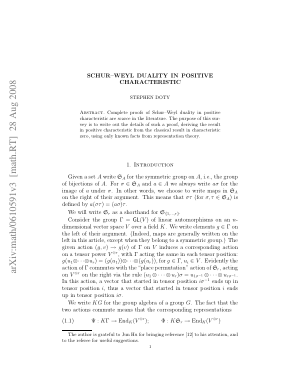 arXiv:math/0610591v3 [math.RT] 28 Aug 2008
SCHUR–WEYL DUALITY IN POSITIVE
CHARACTERISTIC
STEPHEN DOTY
Abstract. Complete proofs of Schur–Weyl duality in positive
characteristic are scarce in the literature. The purpose of this sur-
vey is to write out the details of such a proof, deriving the result
in positive characteristic from the classical result in characteristic
zero, using only known facts from representation theory.
1. Introduction
Given a set A write 𝔖_A for the symmetric group on A, i.e., the group
of bijections of A. For σ ∈ 𝔖_A and a ∈ A we always write aσ for the
image of a under σ. In other words, we choose to write maps in 𝔖_A
on the right of their argument. This means that στ (for σ, τ ∈ 𝔖_A) is
defined by a(στ) = (aσ)τ.
We will write 𝔖_r as a shorthand for 𝔖_{1,...,r}.
Consider the group Γ = GL(V) of linear automorphisms on an n-
dimensional vector space V over a field K. We write elements g ∈ Γ on
the left of their argument. (Indeed, maps are generally written on the
left in this article, except when they belong to a symmetric group.) The
given action (g, v) → g(v) of Γ on V induces a corresponding action
on a tensor power V^{⊗r}, with Γ acting the same in each tensor position:
g(u₁⊗···⊗u_r) = (g(u₁))⊗···⊗(g(u_r)), for g ∈ Γ, u_i ∈ V. Evidently the
action of Γ commutes with the "place permutation" action of 𝔖_r, acting
on V^{⊗r} on the right via the rule (u₁⊗···⊗u_r)σ = u_{1σ⁻¹}⊗···⊗u_{rσ⁻¹}.
In this action, a vector that started in tensor position iσ⁻¹ ends up in
tensor position i, thus a vector that started in tensor position i ends
up in tensor position iσ.
We write KG for the group algebra of a group G. The fact that the
two actions commute means that the corresponding representations
(1.1) Ψ : KΓ → End_K(V^{⊗r}); Φ : K𝔖_r → End_K(V^{⊗r})
The author is grateful to Jun Hu for bringing reference [12] to his attention, and
to the referee for useful suggestions.
1